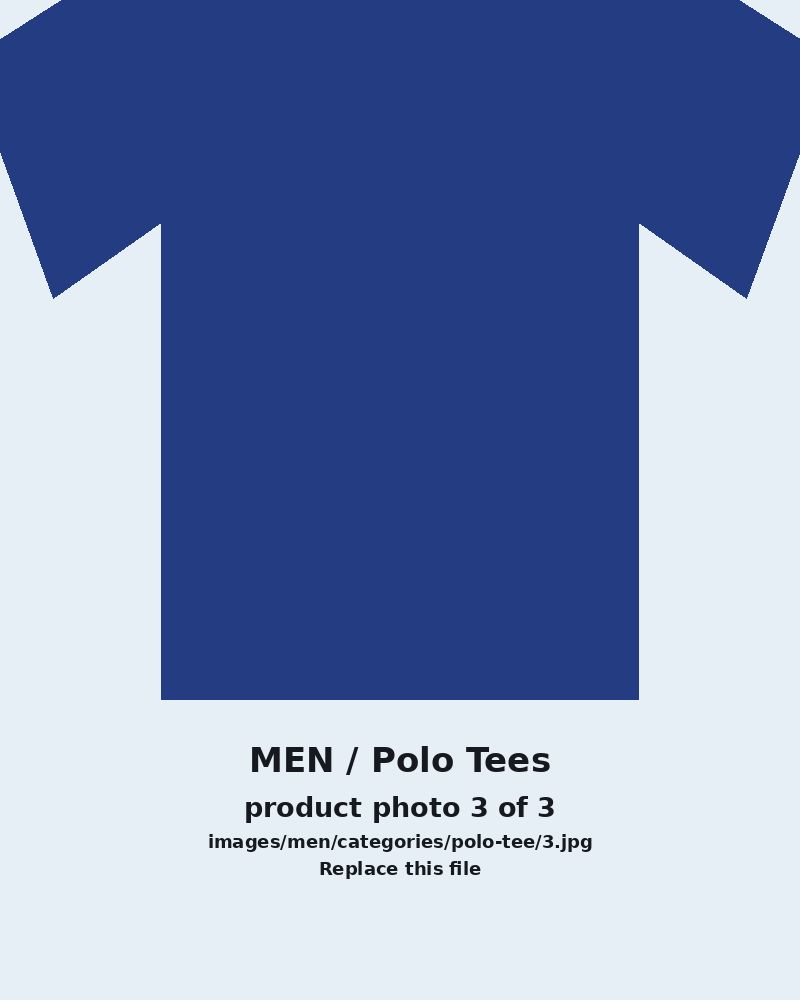 MEN / Polo Tees
product photo 3 of 3
images/men/categories/polo-tee/3.jpg
Replace this file